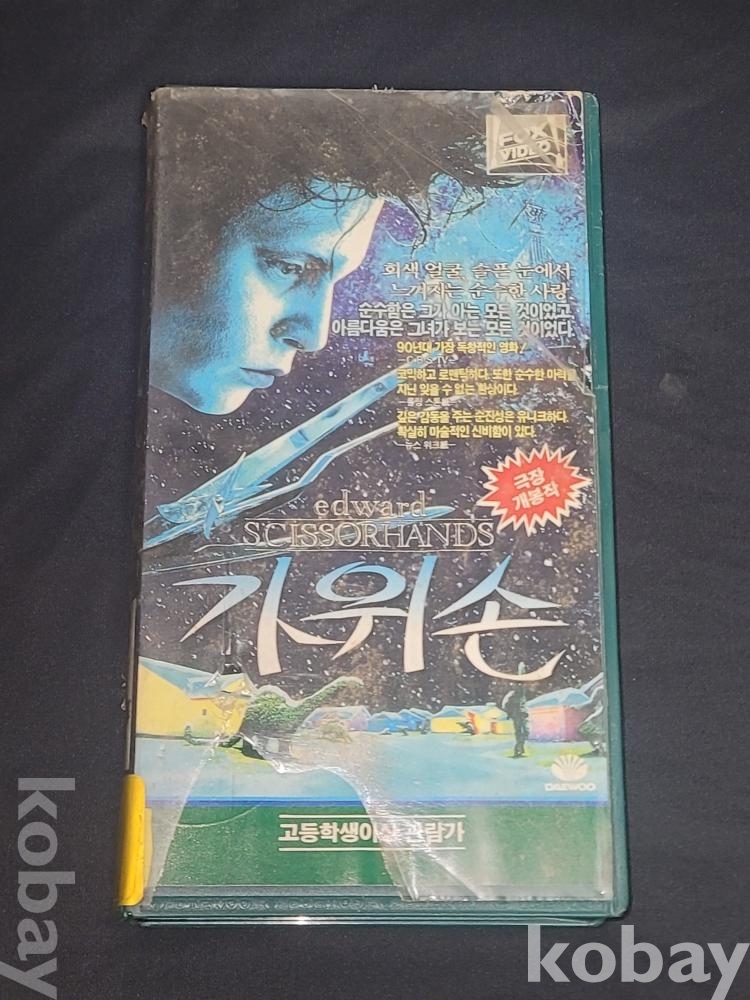 FOX
VIDEO
회색 얼굴 슬픈 눈에서
느껴지는 순수한 사랑
순수함은 그가 아는 모든 것이었고
아름다움은 그녀가 보는 모든 것이었다.
90년대 가장 독창적인 영화!
—C.B.S TV—
코믹하고 로맨틱하다. 또한 순수한 마력을
지닌 잊을 수 없는 환상이다.
깊은 감동을 주는 순진성은 유니크하다.
확실히 마술적인 신비함이 있다.
—뉴스 위크—
극장
개봉작
edward
SCISSORHANDS
가위손
DAEWOO
고등학생이상 관람가
kobay
kobay